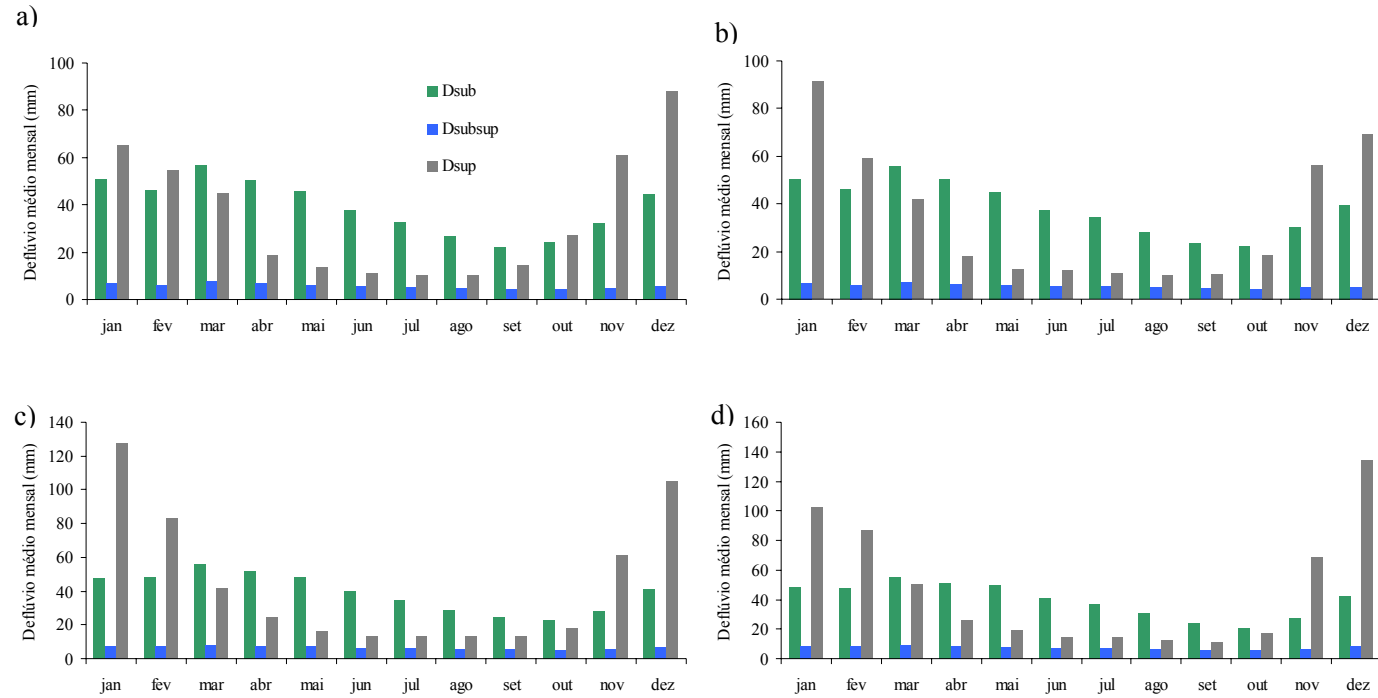 a)
Deflúvio médio mensal (mm)
100
80
60
40
20
0
Dsub
Dsubsup
Dsup
jan fev mar abr mai jun jul ago set out nov dez
b)
Deflúvio médio mensal (mm)
100
80
60
40
20
0
jan fev mar abr mai jun jul ago set out nov dez
c)
Deflúvio médio mensal (mm)
140
120
100
80
60
40
20
0
jan fev mar abr mai jun jul ago set out nov dez
d)
Deflúvio médio mensal (mm)
160
140
120
100
80
60
40
20
0
jan fev mar abr mai jun jul ago set out nov dez